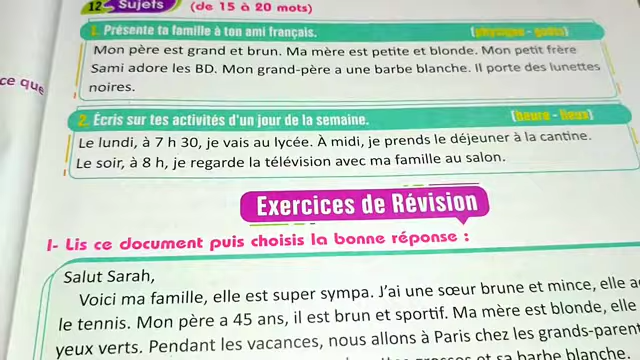 12- Sujets (de 15 à 20 mots)
1. Présente ta famille à ton ami français. (physique - goûts)
Mon père est grand et brun. Ma mère est petite et blonde. Mon petit frère
Sami adore les BD. Mon grand-père a une barbe blanche. Il porte des lunettes
noires.
ce que
2. Écris sur tes activités d'un jour de la semaine. (heure - lieux)
Le lundi, à 7 h 30, je vais au lycée. À midi, je prends le déjeuner à la cantine.
Le soir, à 8 h, je regarde la télévision avec ma famille au salon.
Exercices de Révision
I- Lis ce document puis choisis la bonne réponse :
Salut Sarah,
Voici ma famille, elle est super sympa. J'ai une sœur brune et mince, elle
le tennis. Mon père a 45 ans, il est brun et sportif. Ma mère est blonde, elle
yeux verts. Pendant les vacances, nous allons à Paris chez les grands-parents
et sa barbe blanche.